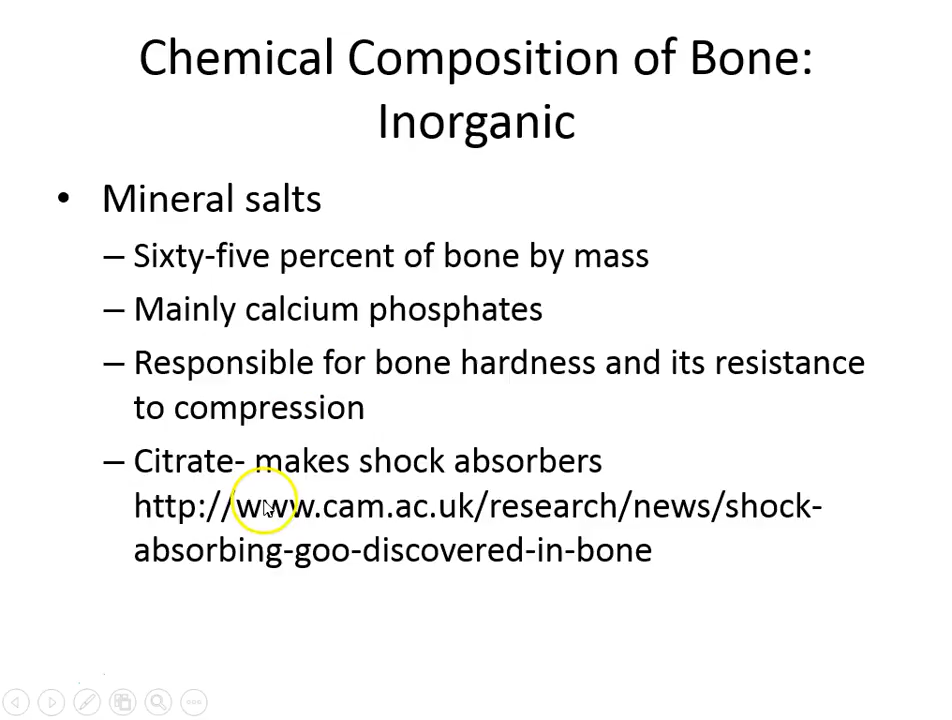 Chemical Composition of Bone:
Inorganic
• Mineral salts
– Sixty-five percent of bone by mass
– Mainly calcium phosphates
– Responsible for bone hardness and its resistance
to compression
– Citrate- makes shock absorbers
http://www.cam.ac.uk/research/news/shock-
absorbing-goo-discovered-in-bone